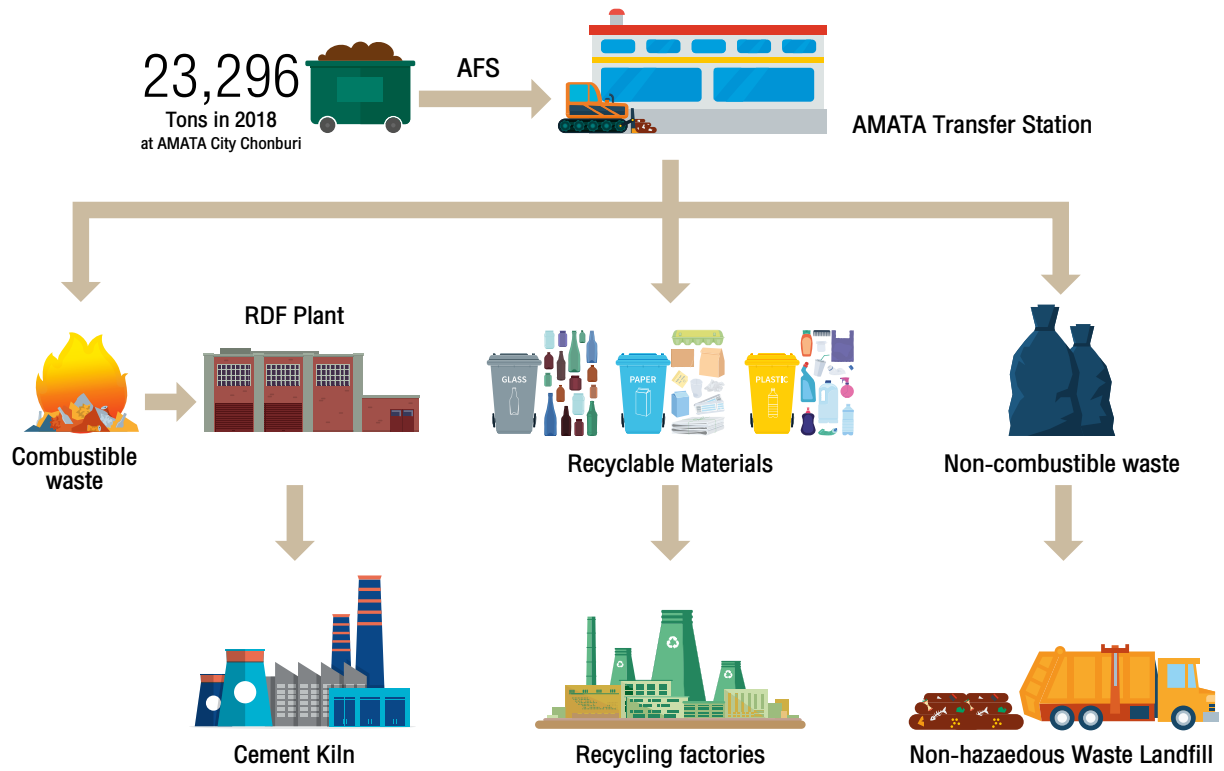 23,296
Tons in 2018
at AMATA City Chonburi
AFS
AMATA Transfer Station
RDF Plant
GLASS
PAPER
PLASTIC
Combustible
waste
Recyclable Materials
Non-combustible waste
Cement Kiln
Recycling factories
Non-hazaedous Waste Landfill